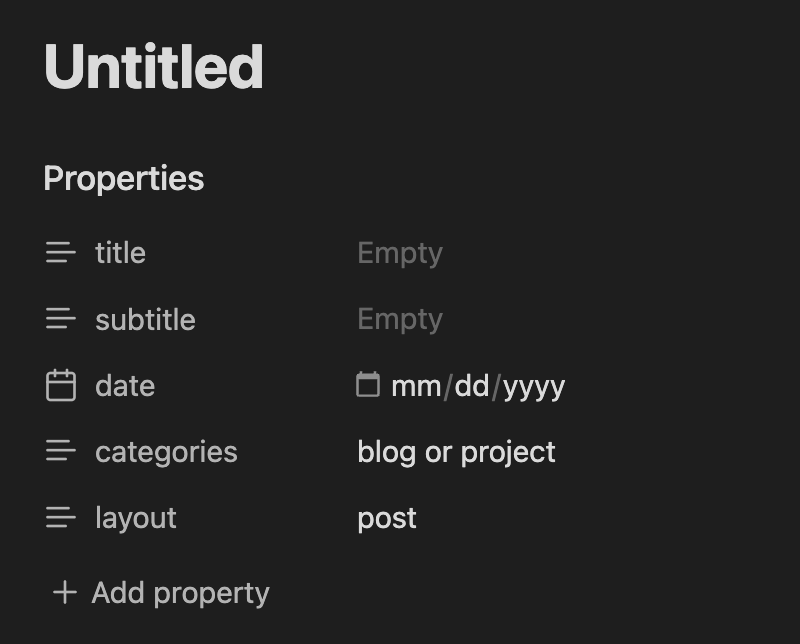 Untitled
Properties
title Empty
subtitle Empty
date mm/dd/yyyy
categories blog or project
layout post
+ Add property